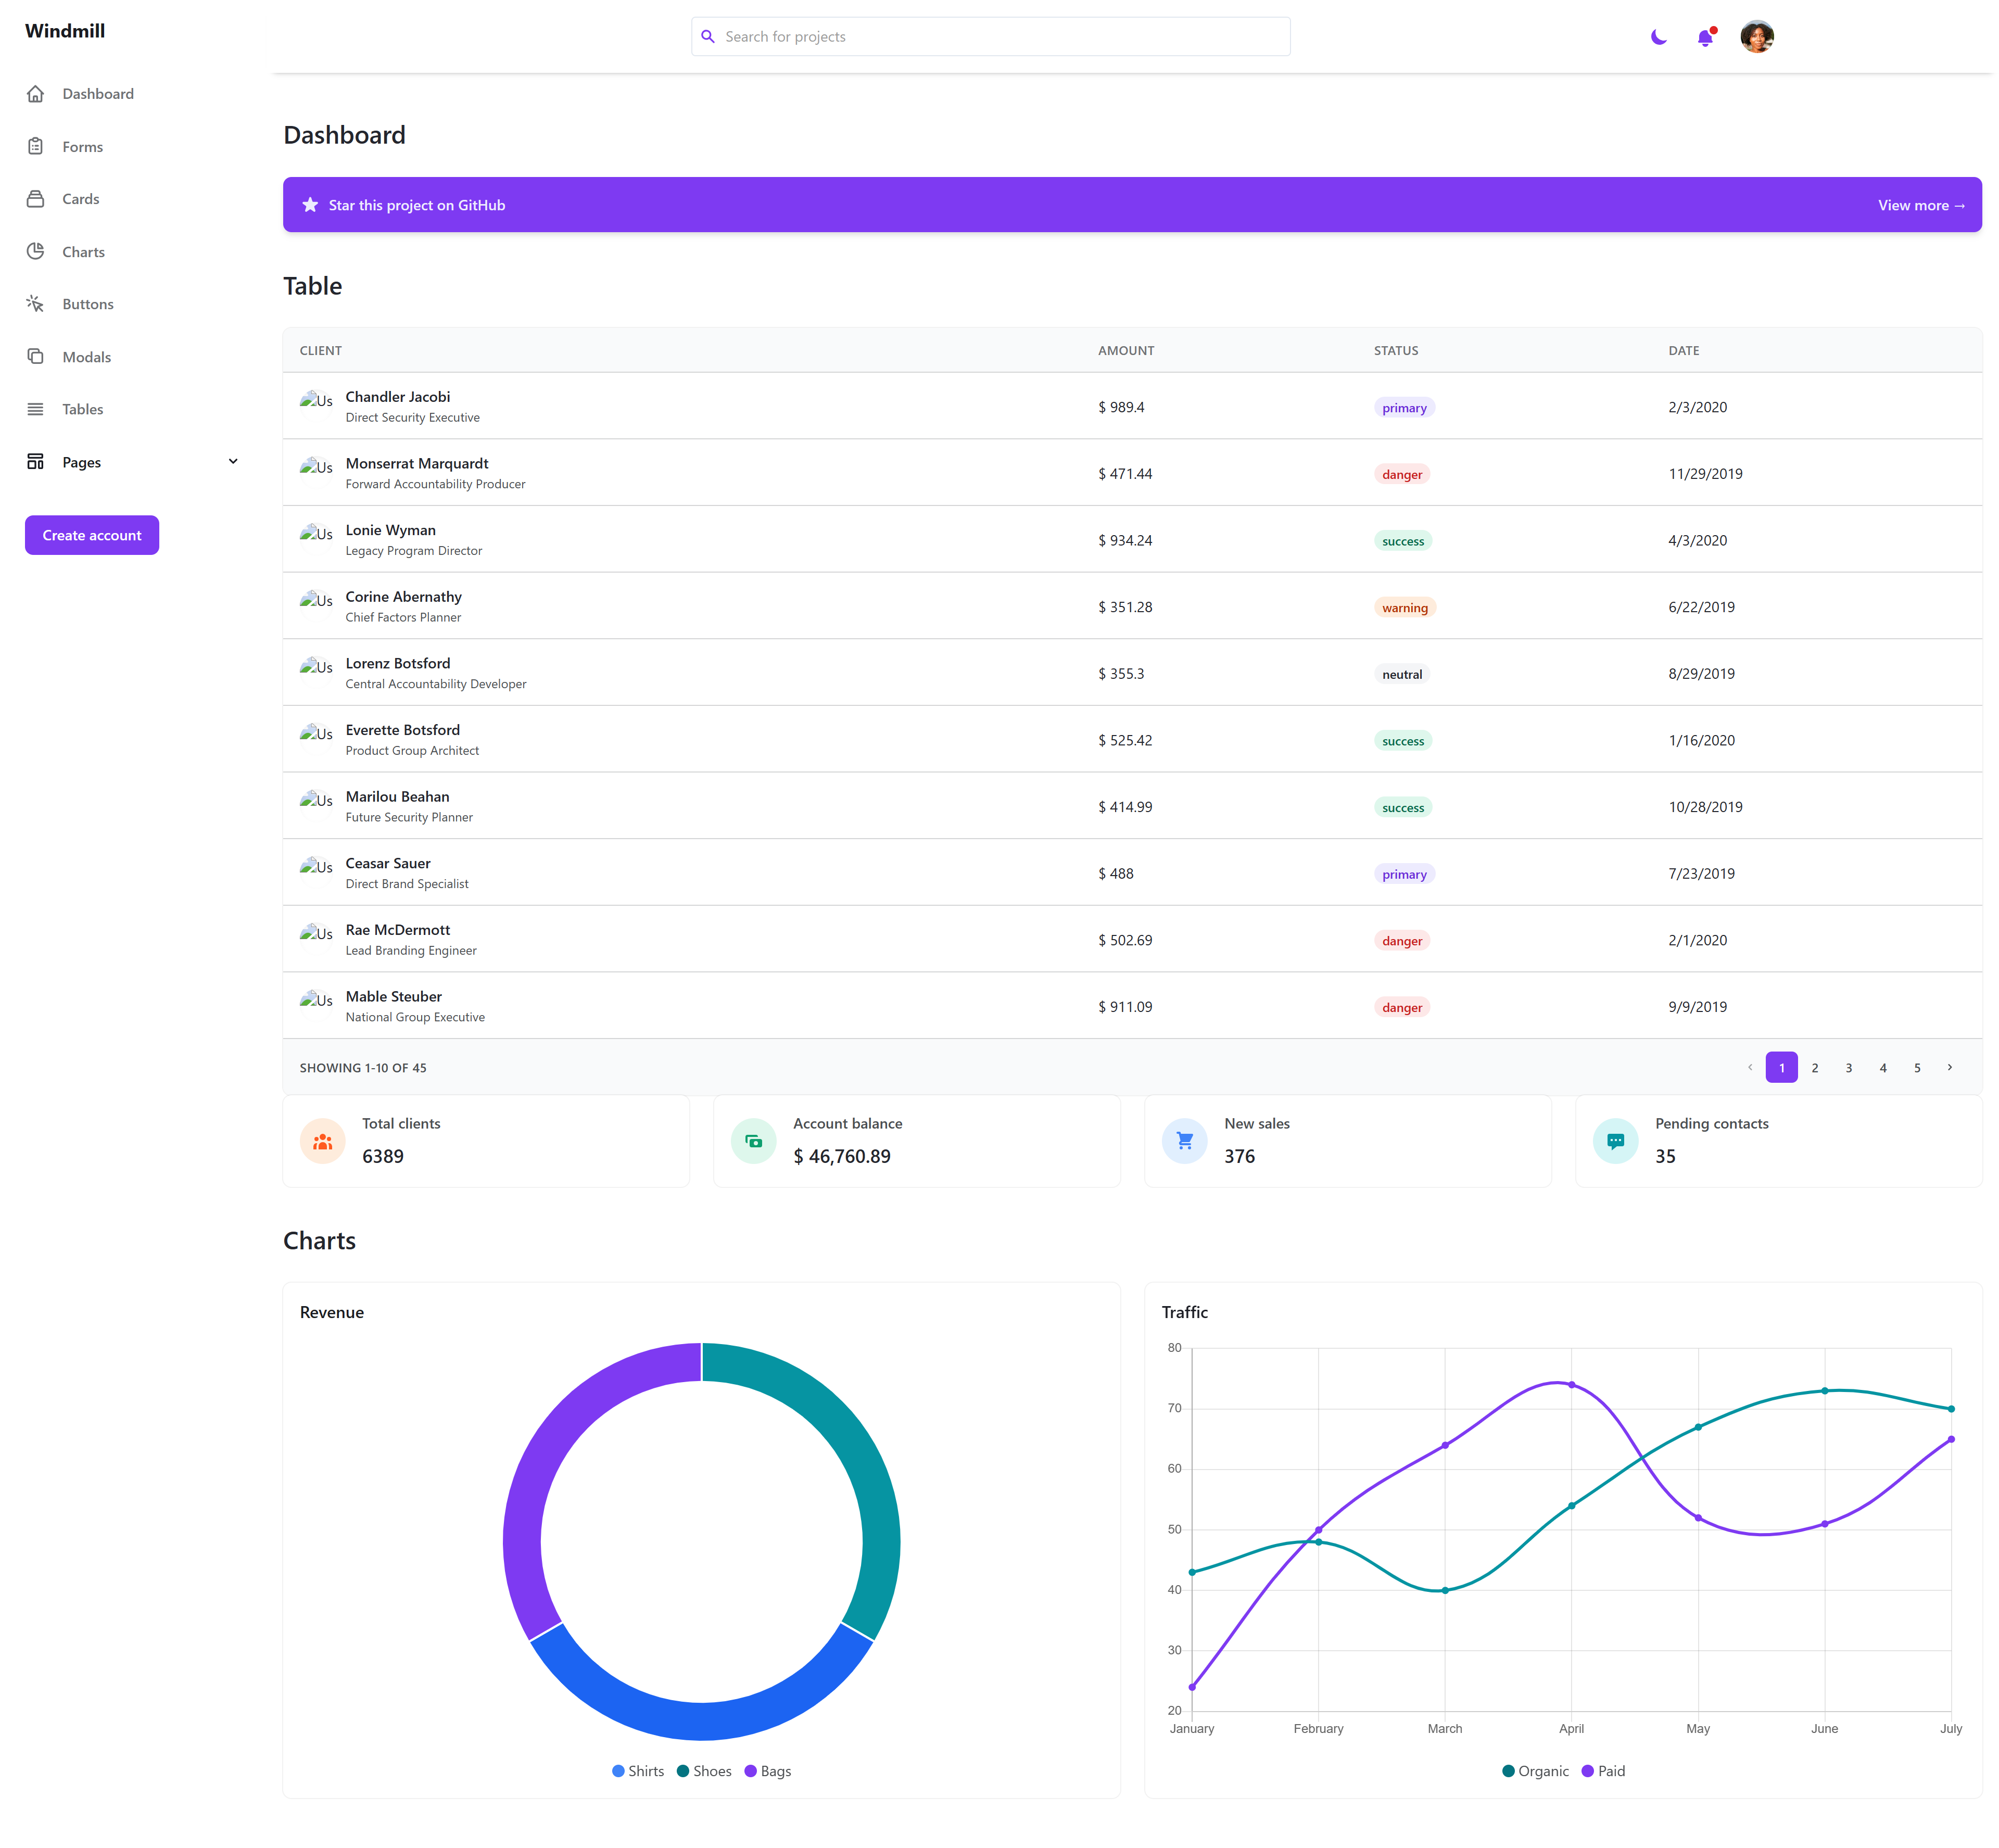 Windmill
Search for projects
Dashboard
Forms
Cards
Charts
Buttons
Modals
Tables
Pages
Create account
Dashboard
Star this project on GitHub
View more →
Table
CLIENT AMOUNT STATUS DATE
Us Chandler Jacobi
Direct Security Executive
$ 989.4 primary 2/3/2020
Us Monserrat Marquardt
Forward Accountability Producer
$ 471.44 danger 11/29/2019
Us Lonie Wyman
Legacy Program Director
$ 934.24 success 4/3/2020
Us Corine Abernathy
Chief Factors Planner
$ 351.28 warning 6/22/2019
Us Lorenz Botsford
Central Accountability Developer
$ 355.3 neutral 8/29/2019
Us Everette Botsford
Product Group Architect
$ 525.42 success 1/16/2020
Us Marilou Beahan
Future Security Planner
$ 414.99 success 10/28/2019
Us Ceasar Sauer
Direct Brand Specialist
$ 488 primary 7/23/2019
Us Rae McDermott
Lead Branding Engineer
$ 502.69 danger 2/1/2020
Us Mable Steuber
National Group Executive
$ 911.09 danger 9/9/2019
SHOWING 1-10 OF 45
1 2 3 4 5
Total clients
6389
Account balance
$ 46,760.89
New sales
376
Pending contacts
35
Charts
Revenue
Shirts Shoes Bags
Traffic
80
70
60
50
40
30
20
January February March April May June July
Organic Paid